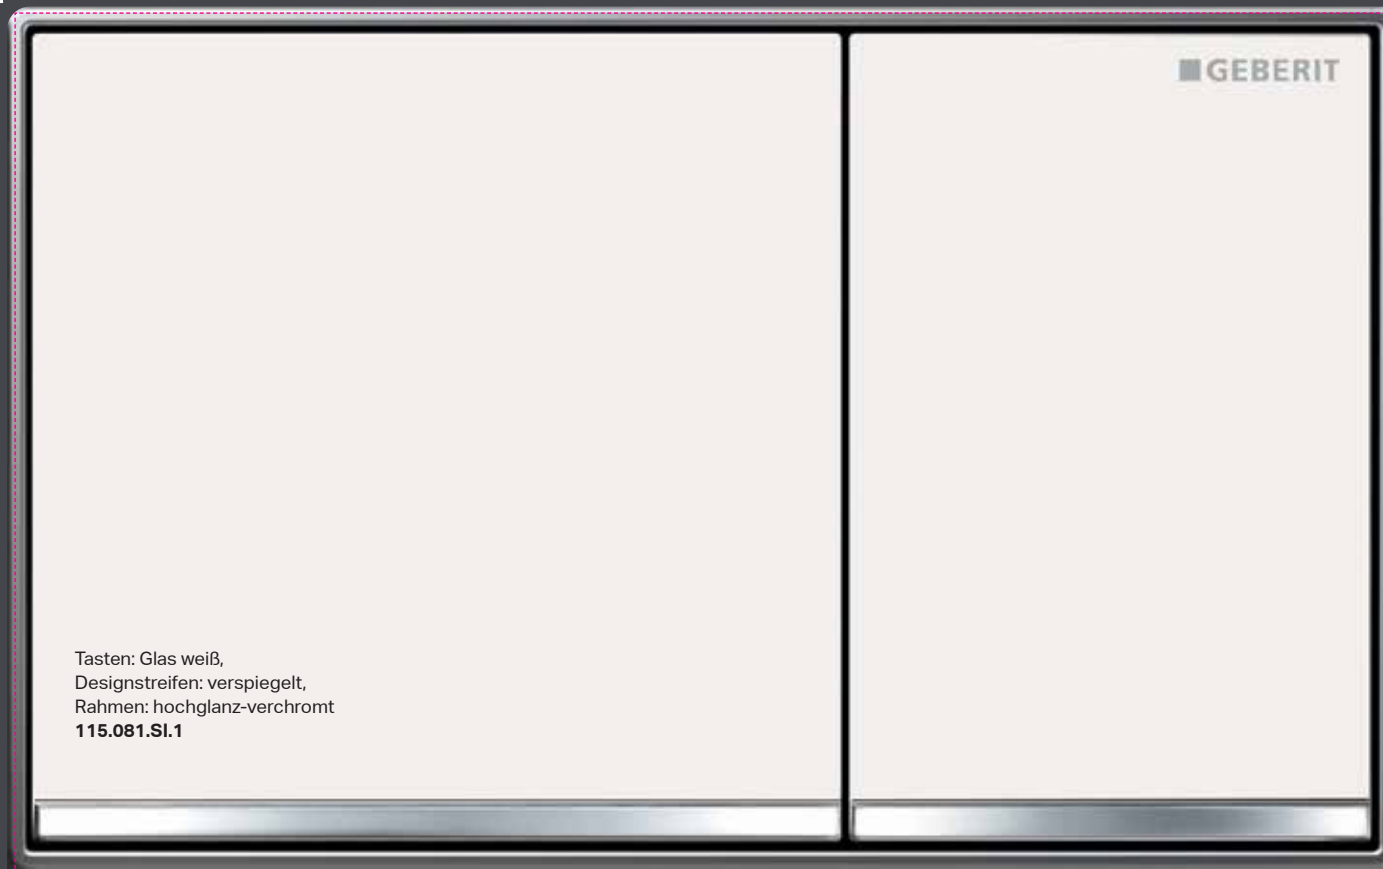 GEBERIT
Tasten: Glas weiß,
Designstreifen: verspiegelt,
Rahmen: hochglanz-verchromt
115.081.SI.1